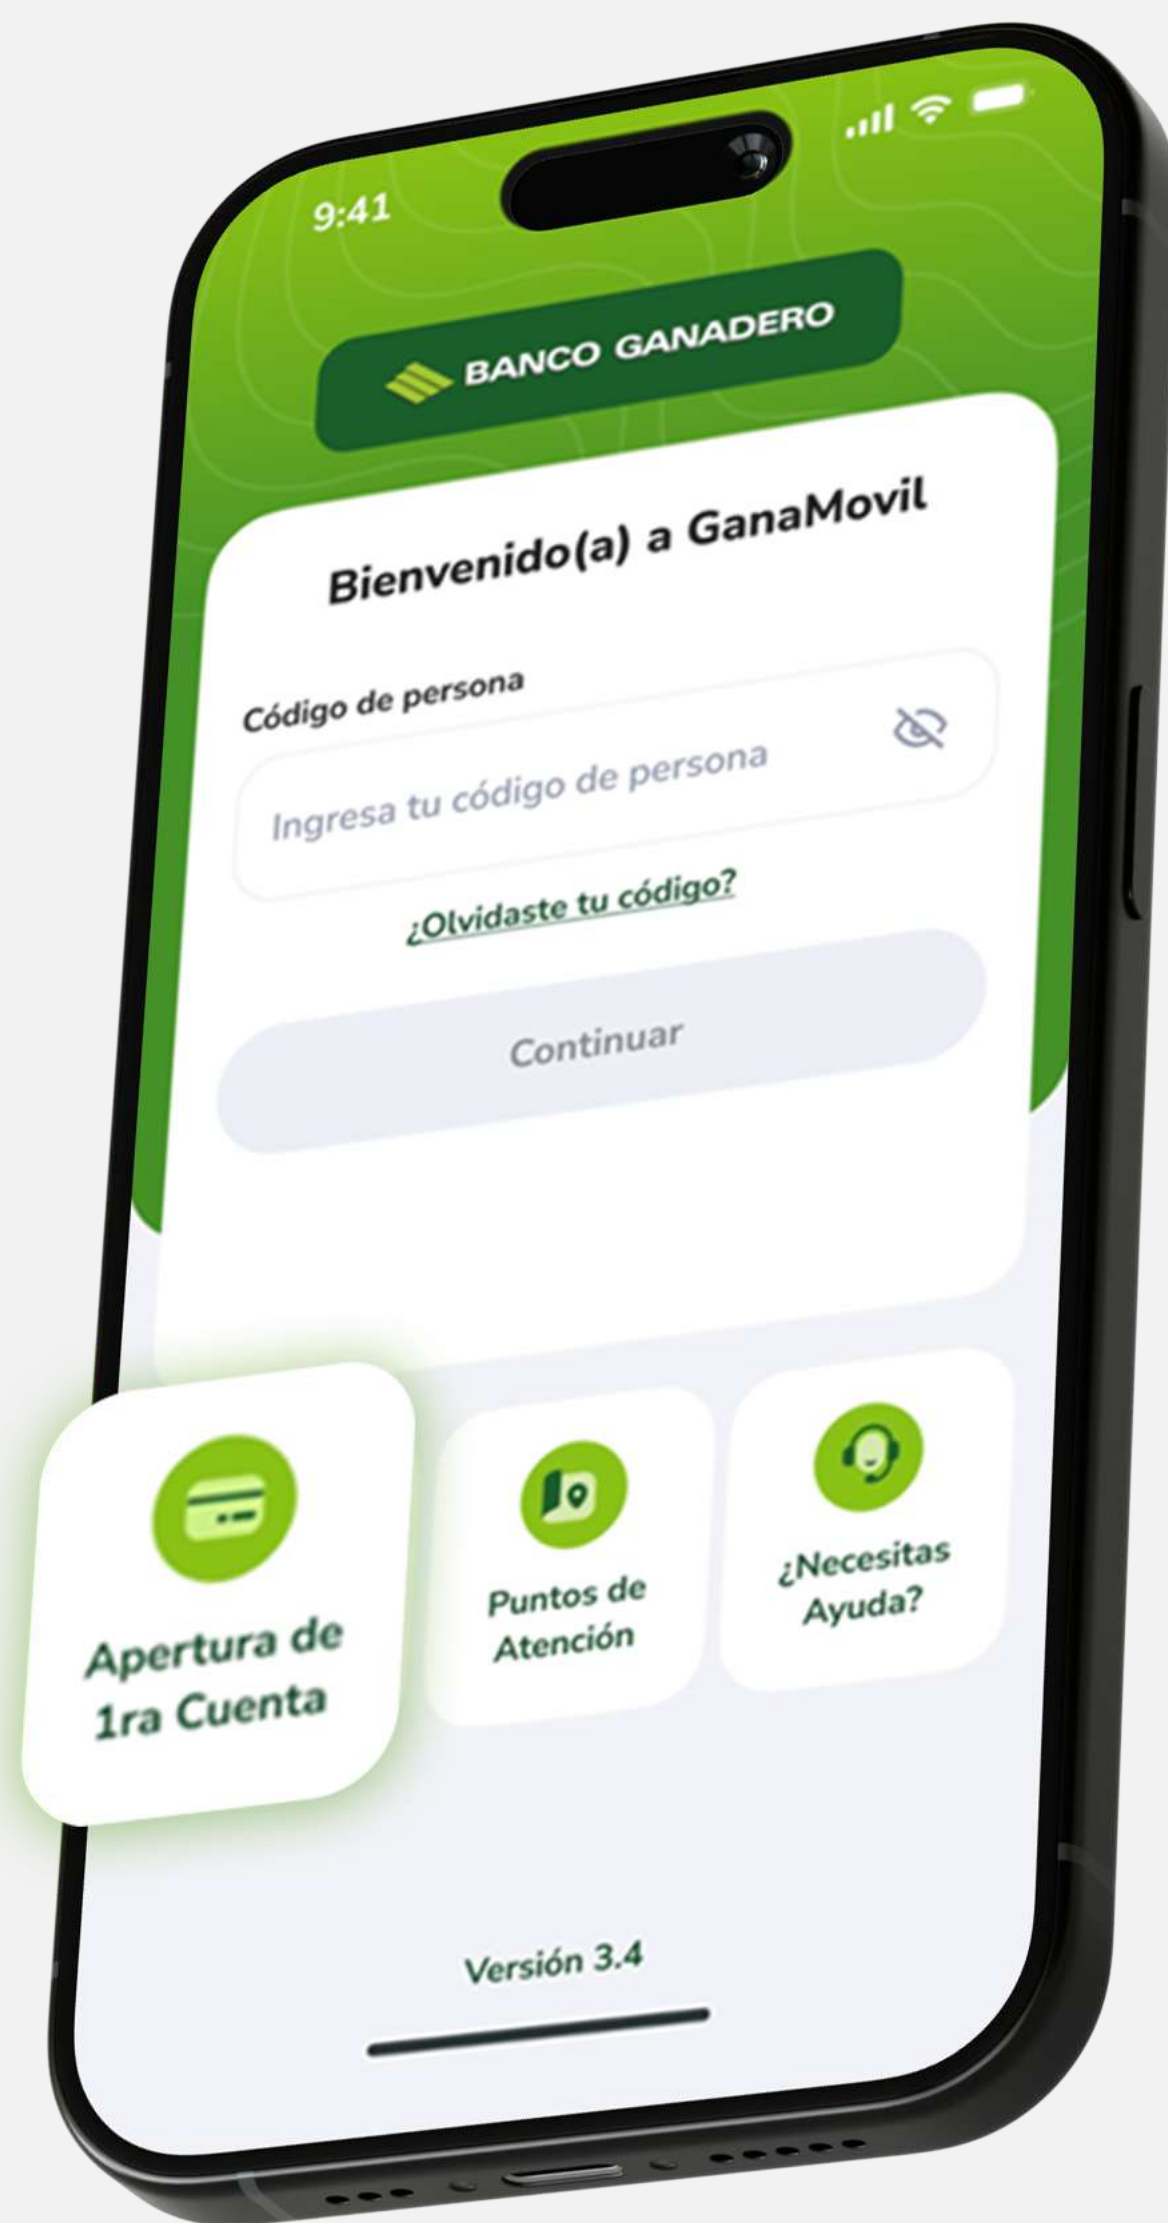 9:41
BANCO GANADERO
Bienvenido(a) a GanaMovil
Código de persona
Ingresa tu código de persona
¿Olvidaste tu código?
Continuar
Apertura de
1ra Cuenta
Puntos de
Atención
¿Necesitas
Ayuda?
Versión 3.4